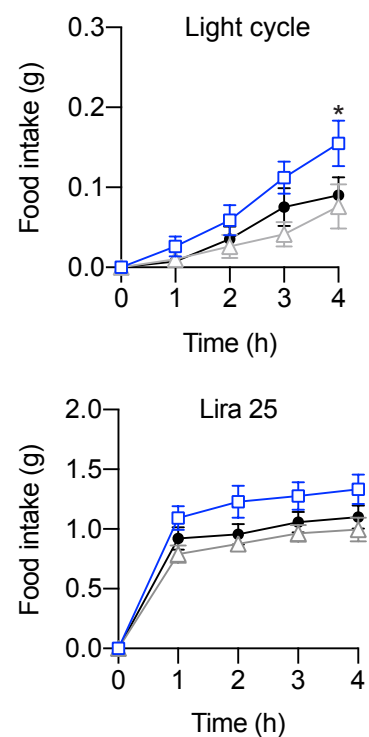 Light cycle
0.3
0.2
0.1
0.0
Food intake (g)
*
0 1 2 3 4
Time (h)
Lira 25
2.0
1.5
1.0
0.5
0.0
Food intake (g)
0 1 2 3 4
Time (h)